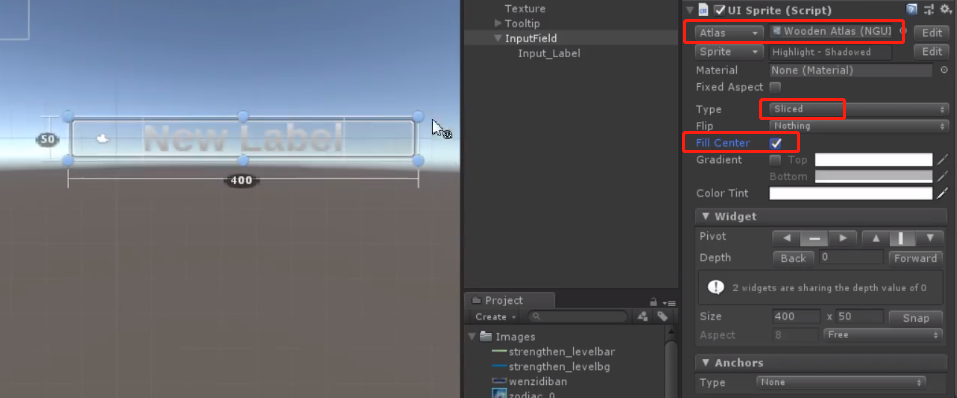 Texture
Tooltip
InputField
Input_Label
New Label
50
400
Project
Create
Images
strengthen_levelbar
strengthen_levelbg
wenzidiban
zodiac_0
UI Sprite (Script)
Atlas Wooden Atlas (NGUI Edit
Sprite Highlight - Shadowed Edit
Material None (Material)
Fixed Aspect
Type Sliced
Flip Nothing
Fill Center
Gradient Top
Bottom
Color Tint
Widget
Pivot
Depth Back 0 Forward
2 widgets are sharing the depth value of 0
Size 400 x 50 Snap
Aspect 8 Free
Anchors
Type None